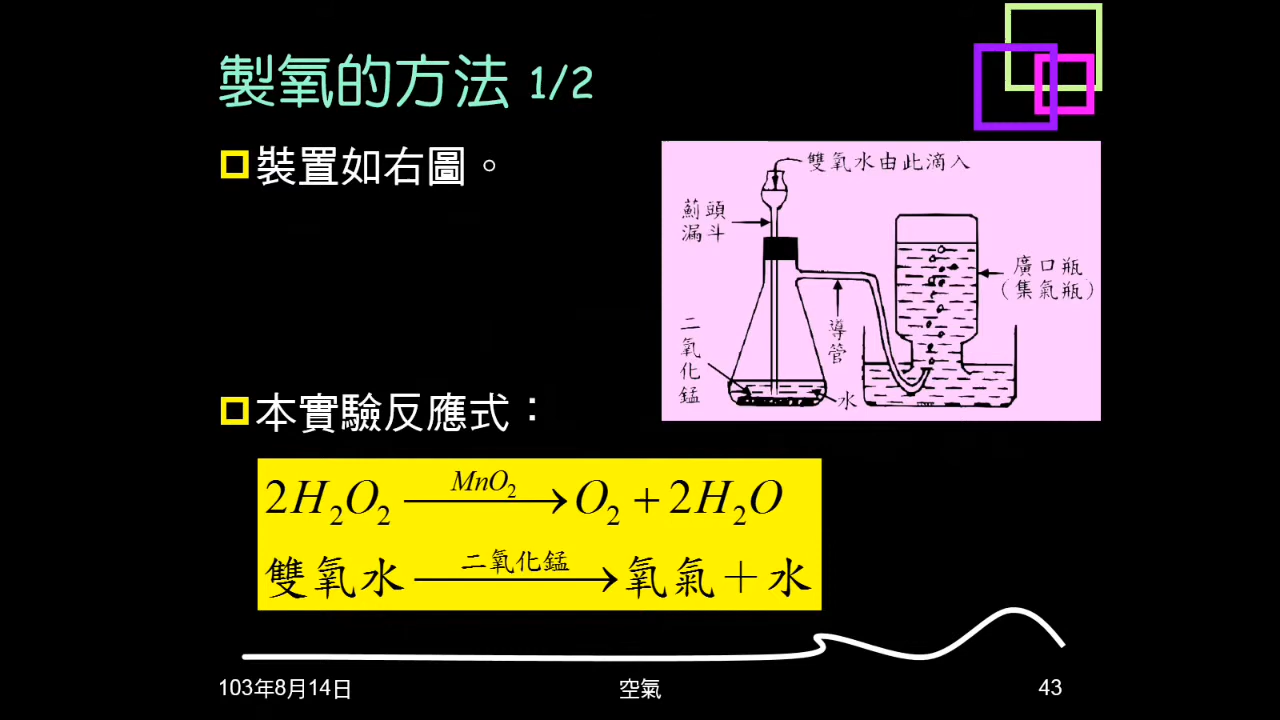 製氧的方法 1/2
裝置如右圖。
雙氧水由此滴入
薊頭
漏斗
廣口瓶
(集氣瓶)
導管
二氧化錳
水
本實驗反應式：
2H₂O₂ —MnO₂→ O₂ + 2H₂O
雙氧水 —二氧化錳→ 氧氣＋水
103年8月14日
空氣
43